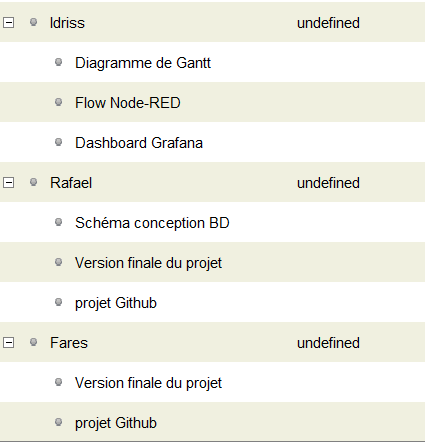 Idriss undefined
Diagramme de Gantt
Flow Node-RED
Dashboard Grafana
Rafael undefined
Schéma conception BD
Version finale du projet
projet Github
Fares undefined
Version finale du projet
projet Github